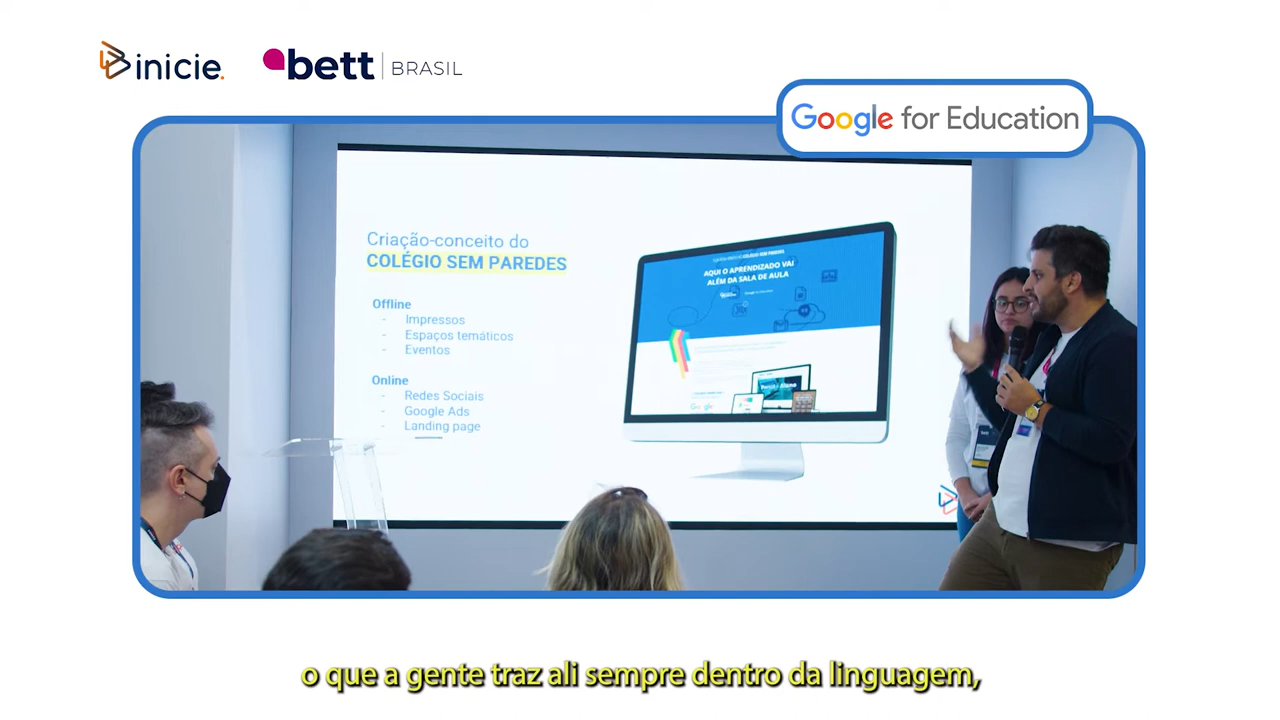 inicie.
bett BRASIL
Google for Education
Criação-conceito do
COLÉGIO SEM PAREDES
Offline
- Impressos
- Espaços temáticos
- Eventos
Online
- Redes Sociais
- Google Ads
- Landing page
AQUI O APRENDIZADO VAI
ALÉM DA SALA DE AULA
Google
bett
o que a gente traz ali sempre dentro da linguagem,